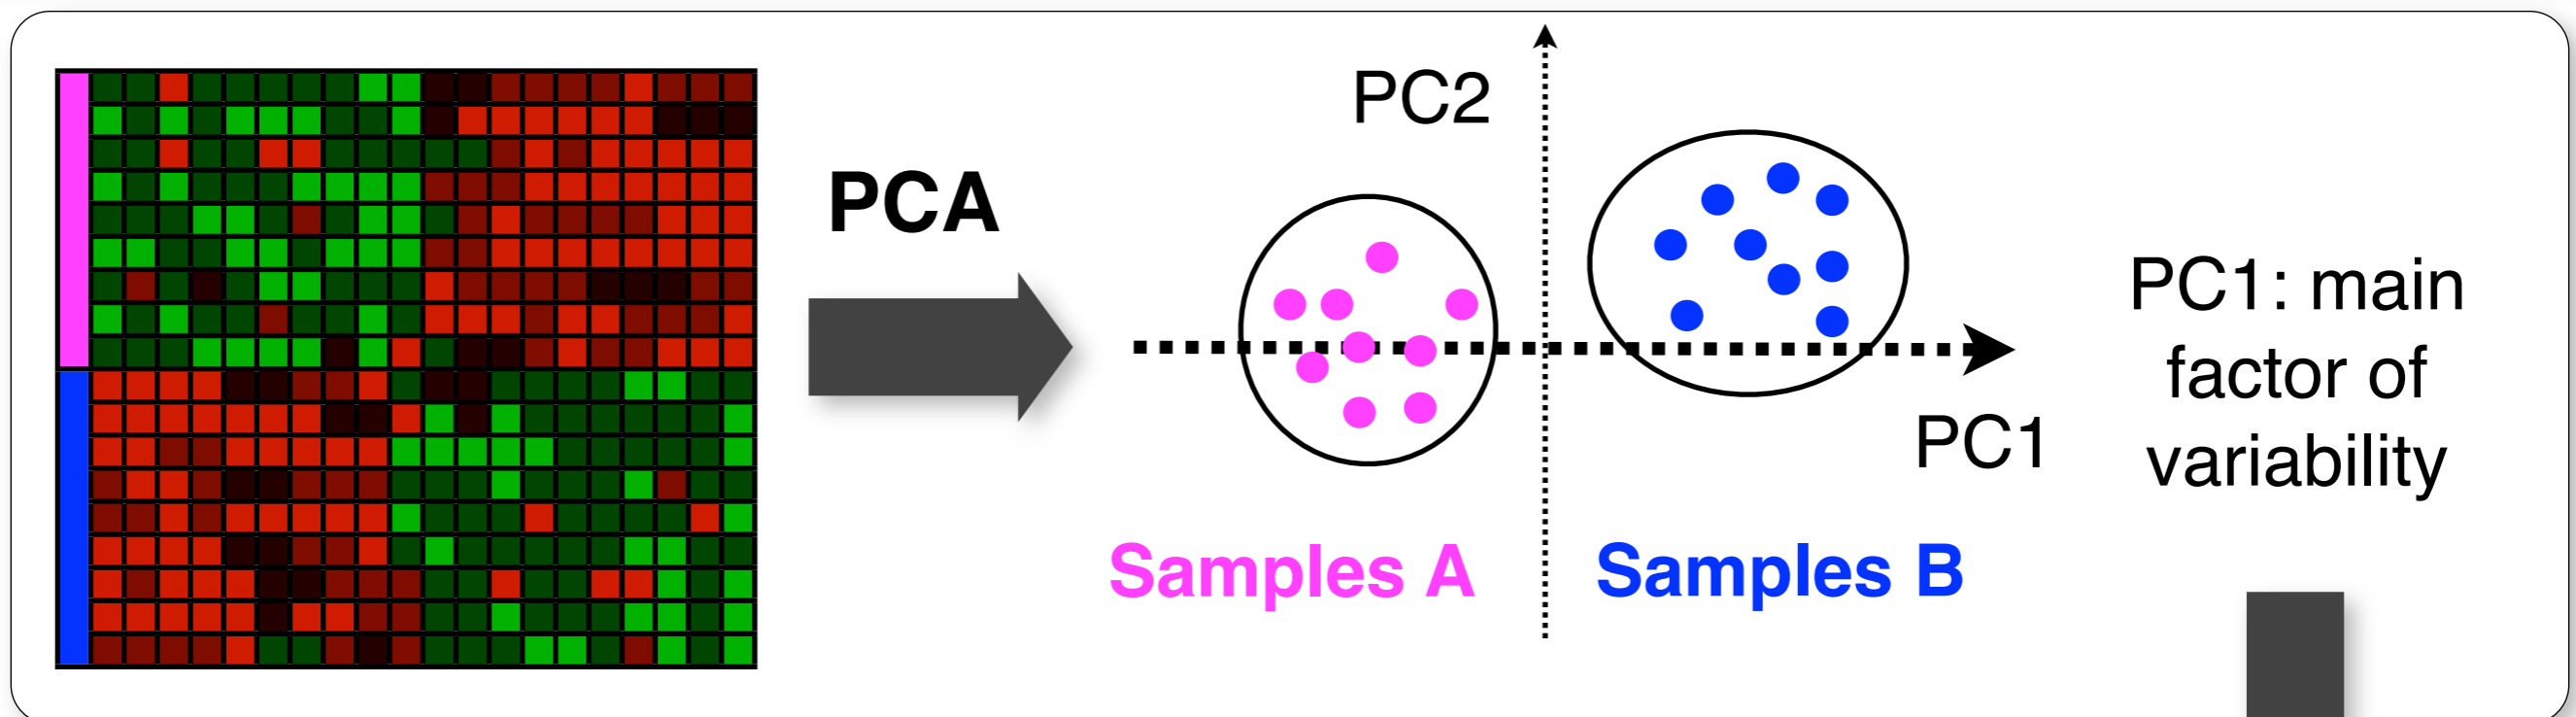 PCA
PC2
PC1
Samples A
Samples B
PC1: main
factor of
variability